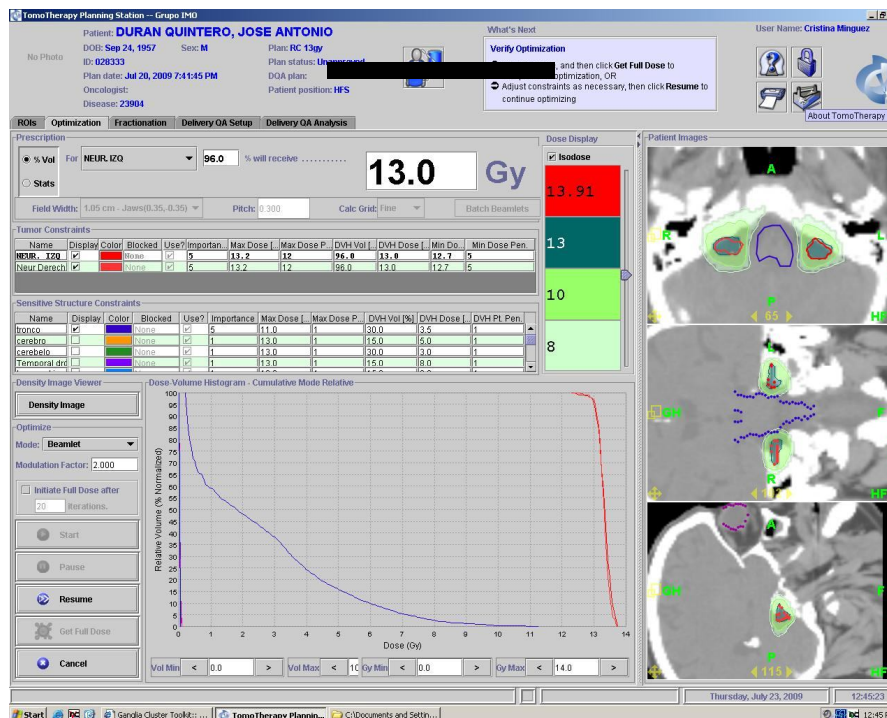 TomoTherapy Planning Station -- Grupo IMO
Patient: DURAN QUINTERO, JOSE ANTONIO
No Photo
DOB: Sep 24, 1957 Sex: M Plan: RC 13gy
ID: 028333 Plan status: Unapproved
Plan date: Jul 20, 2009 7:41:45 PM DQA plan:
Oncologist: Patient position: HFS
Disease: 23904
What's Next
Verify Optimization
, and then click Get Full Dose to
optimization, OR
Adjust constraints as necessary, then click Resume to
continue optimizing
User Name: Cristina Minguez
About TomoTherapy
ROIs Optimization Fractionation Delivery QA Setup Delivery QA Analysis
Prescription
% Vol For NEUR. IZQ 96.0 % will receive ........... 13.0 Gy
Stats
Field Width: 1.05 cm - Jaws(0.35,-0.35) Pitch: 0.300 Calc Grid: Fine Batch Beamlets
Tumor Constraints
Name Display Color Blocked Use? Importan... Max Dose [... Max Dose P... DVH Vol [... DVH Dose [... Min Do... Min Dose Pen.
NEUR. IZQ None 5 13.2 12 96.0 13.0 12.7 5
Neur Derech None 5 13.2 12 96.0 13.0 12.7 5
Sensitive Structure Constraints
Name Display Color Blocked Use? Importance Max Dose [... Max Dose P... DVH Vol [%] DVH Dose [... DVH Pt. Pen.
tronco None 5 11.0 1 30.0 3.5 1
cerebro None 1 13.0 1 15.0 5.0 1
cerebelo None 1 13.0 1 30.0 3.0 1
Temporal drc None 1 13.0 1 15.0 8.0 1
Dose Display
Isodose
13.91
13
10
8
Patient Images
A
R L
P
65 HF
L
GH F
R
HF
A
GH F
P
115 HF
Density Image Viewer
Density Image
Optimize
Mode: Beamlet
Modulation Factor: 2.000
Initiate Full Dose after
20 iterations.
Start
Pause
Resume
Get Full Dose
Cancel
Dose-Volume Histogram - Cumulative Mode Relative
Relative Volume (% Normalized)
100
95
90
85
80
75
70
65
60
55
50
45
40
35
30
25
20
15
10
5
0
0 1 2 3 4 5 6 7 8 9 10 11 12 13 14
Dose (Gy)
Vol Min < 0.0 > Vol Max < 10 Gy Min < 0.0 > Gy Max < 14.0 >
Thursday, July 23, 2009 12:45:23
Start Ganglia Cluster Toolkit:: ... TomoTherapy Plannin... C:\Documents and Settin... 12:45